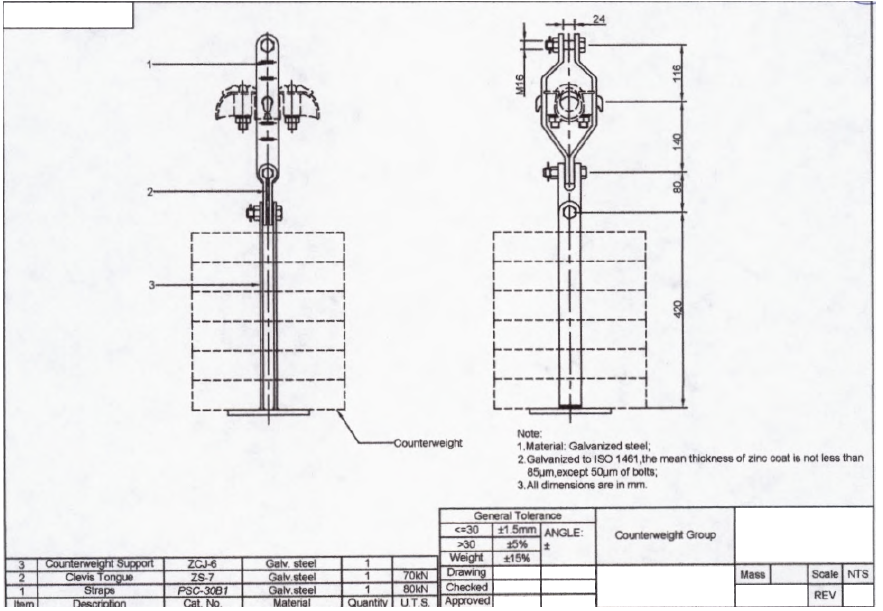 24
1
M16
116
140
2
80
3
420
Counterweight
Note:
1.Material: Galvanized steel;
2.Galvanized to ISO 1461,the mean thickness of zinc coat is not less than
85µm,except 50µm of bolts;
3.All dimensions are in mm.
General Tolerance
<=30 ±1.5mm ANGLE:
>30 ±5% ±
Weight ±15%
Counterweight Group
Drawing
Checked
Approved
Mass Scale NTS
REV
3 Counterweight Support ZCJ-6 Galv. steel 1
2 Clevis Tongue ZS-7 Galv.steel 1 70kN
1 Straps PSC-30B1 Galv.steel 1 80kN
Item Description Cat. No. Material Quantity U.T.S.